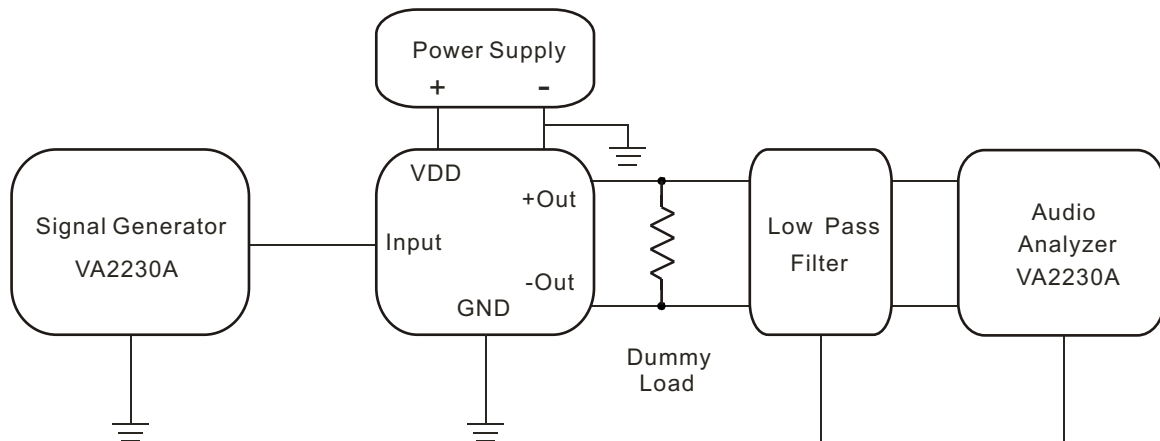 Power Supply
+ -
VDD
+Out
Signal Generator
VA2230A
Input
-Out
GND
Low Pass
Filter
Audio
Analyzer
VA2230A
Dummy
Load